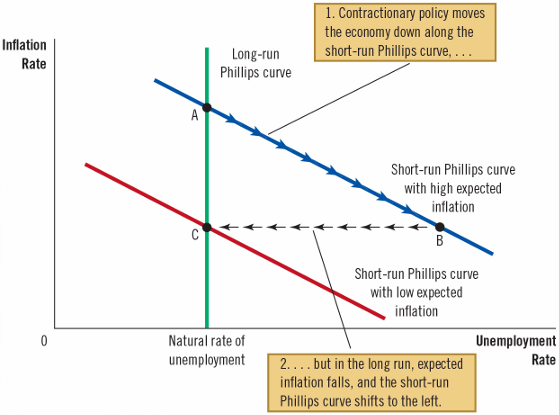 1. Contractionary policy moves
the economy down along the
short-run Phillips curve, . . .
Inflation
Rate
Long-run
Phillips curve
A
Short-run Phillips curve
with high expected
inflation
C
B
Short-run Phillips curve
with low expected
inflation
0
Natural rate of
unemployment
Unemployment
Rate
2. . . . but in the long run, expected
inflation falls, and the short-run
Phillips curve shifts to the left.